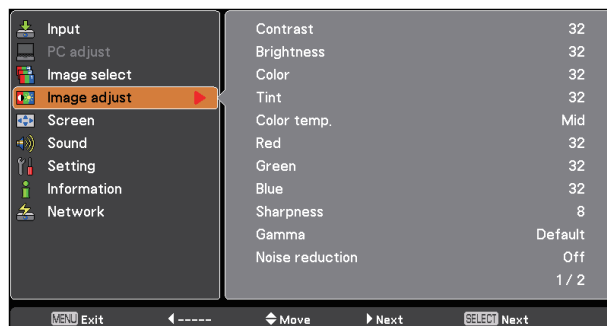 Input
PC adjust
Image select
Image adjust
Screen
Sound
Setting
Information
Network
Contrast 32
Brightness 32
Color 32
Tint 32
Color temp. Mid
Red 32
Green 32
Blue 32
Sharpness 8
Gamma Default
Noise reduction Off
1 / 2
MENU Exit ----- Move Next SELECT Next